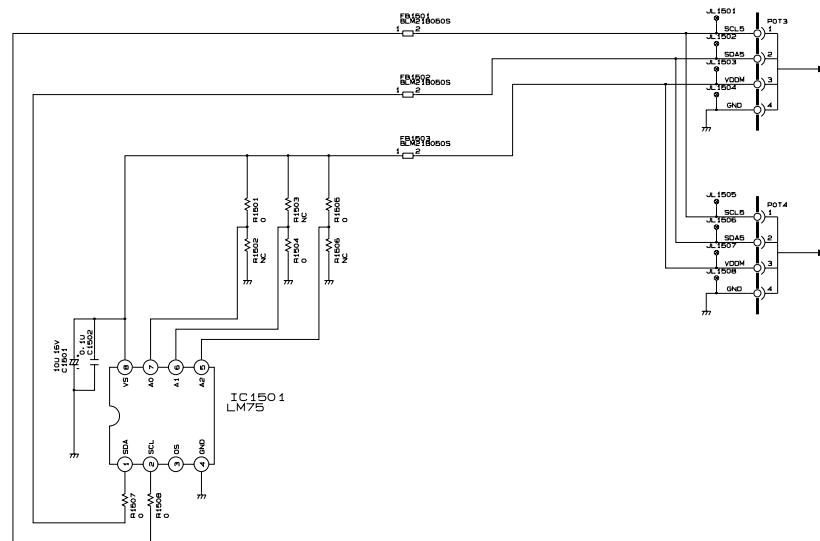 FB1501
BLM21B050S
1 2
JL1501
POT3
SCL5
1
JL1502
SDA5
2
FB1502
BLM21B050S
1 2
JL1503
VDDM
3
JL1504
GND
4
FB1503
BLM21B050S
1 2
R1501
0
R1503
NC
R1505
0
R1502
NC
R1504
0
R1506
NC
JL1505
POT4
SCL5
1
JL1506
SDA5
2
JL1507
VDDM
3
JL1508
GND
4
10U 16V
C1501
+
-
0.1U
C1502
8
7
6
5
VS
A0
A1
A2
IC1501
LM75
SDA
SCL
OS
GND
1
2
3
4
R1507
0
R1508
0